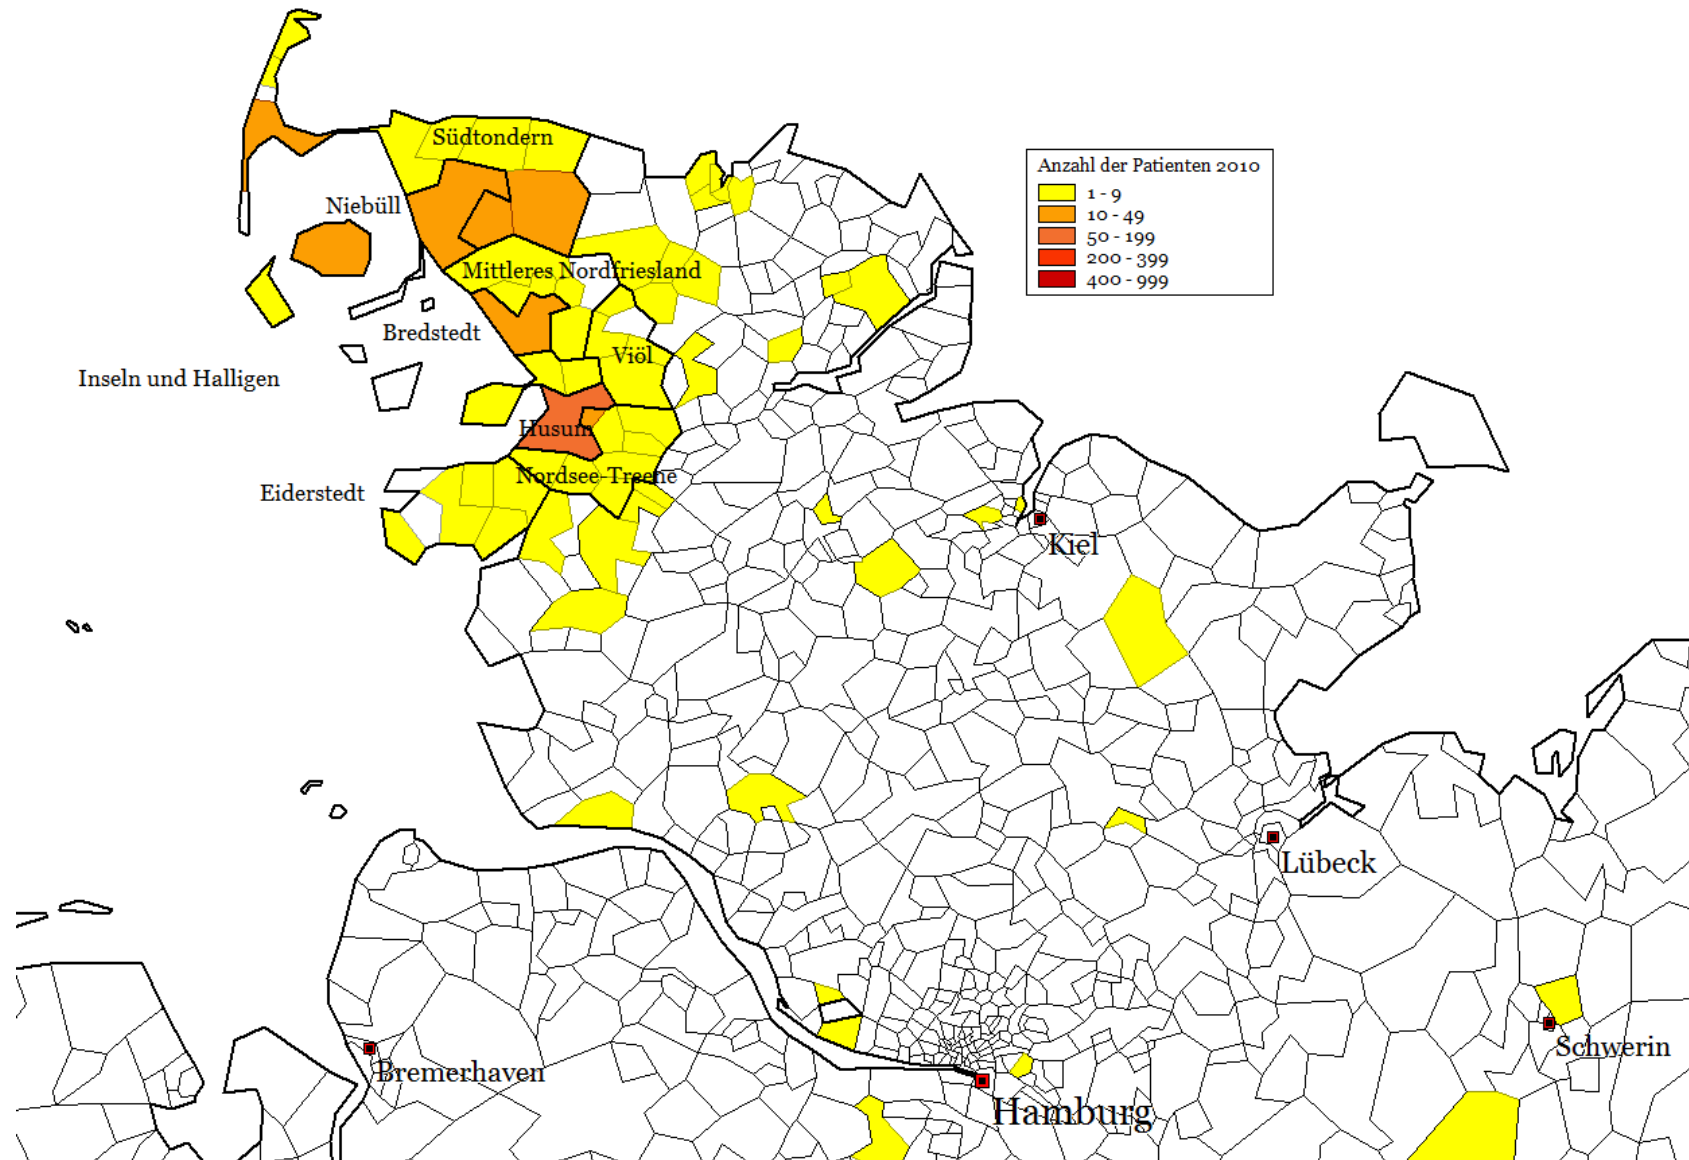 Südtondern
Anzahl der Patienten 2010
1 - 9
10 - 49
50 - 199
200 - 399
400 - 999
Niebüll
Mittleres Nordfriesland
Bredstedt
Viöl
Inseln und Halligen
Husum
Nordsee-Treene
Eiderstedt
Kiel
Lübeck
Schwerin
Bremerhaven
Hamburg